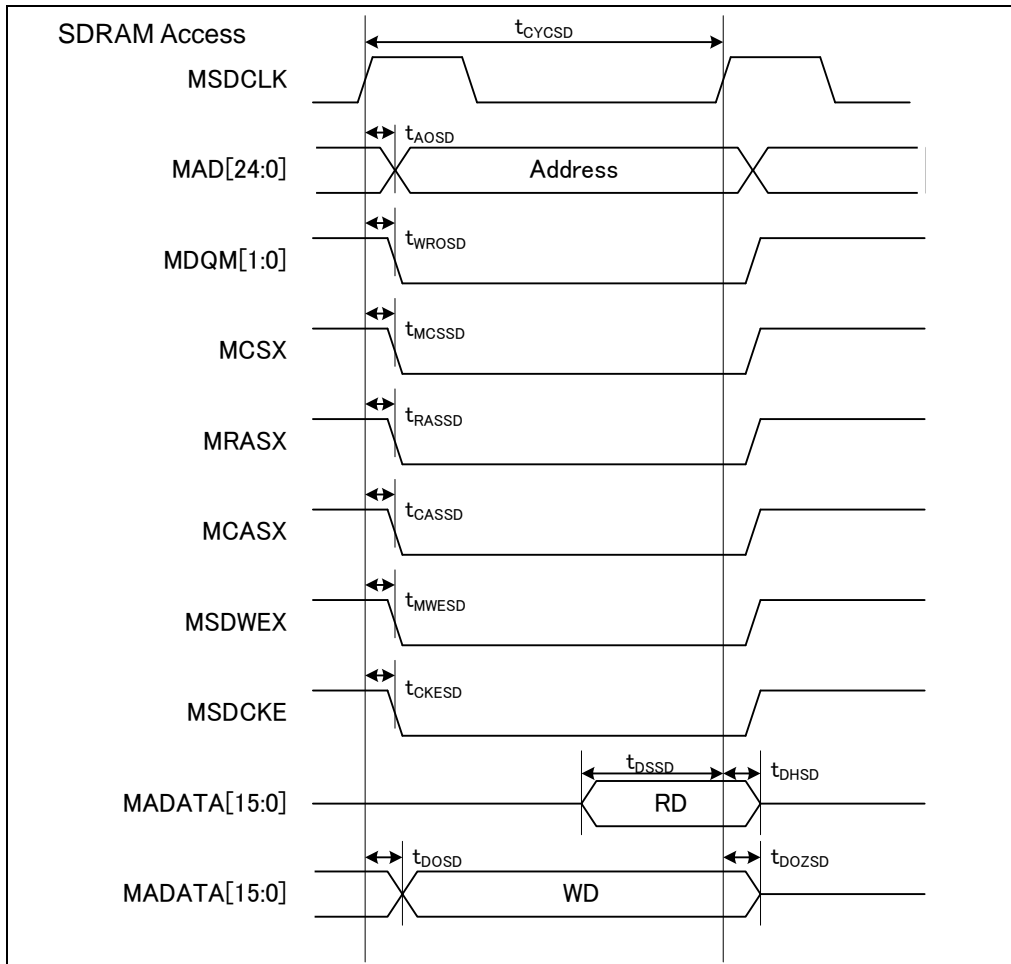 SDRAM Access
tCYCSD
MSDCLK
tAOSD
MAD[24:0]
Address
tWROSD
MDQM[1:0]
tMCSSD
MCSX
tRASSD
MRASX
tCASSD
MCASX
tMWESD
MSDWEX
tCKESD
MSDCKE
tDSSD
tDHSD
MADATA[15:0]
RD
tDOSD
tDOZSD
MADATA[15:0]
WD